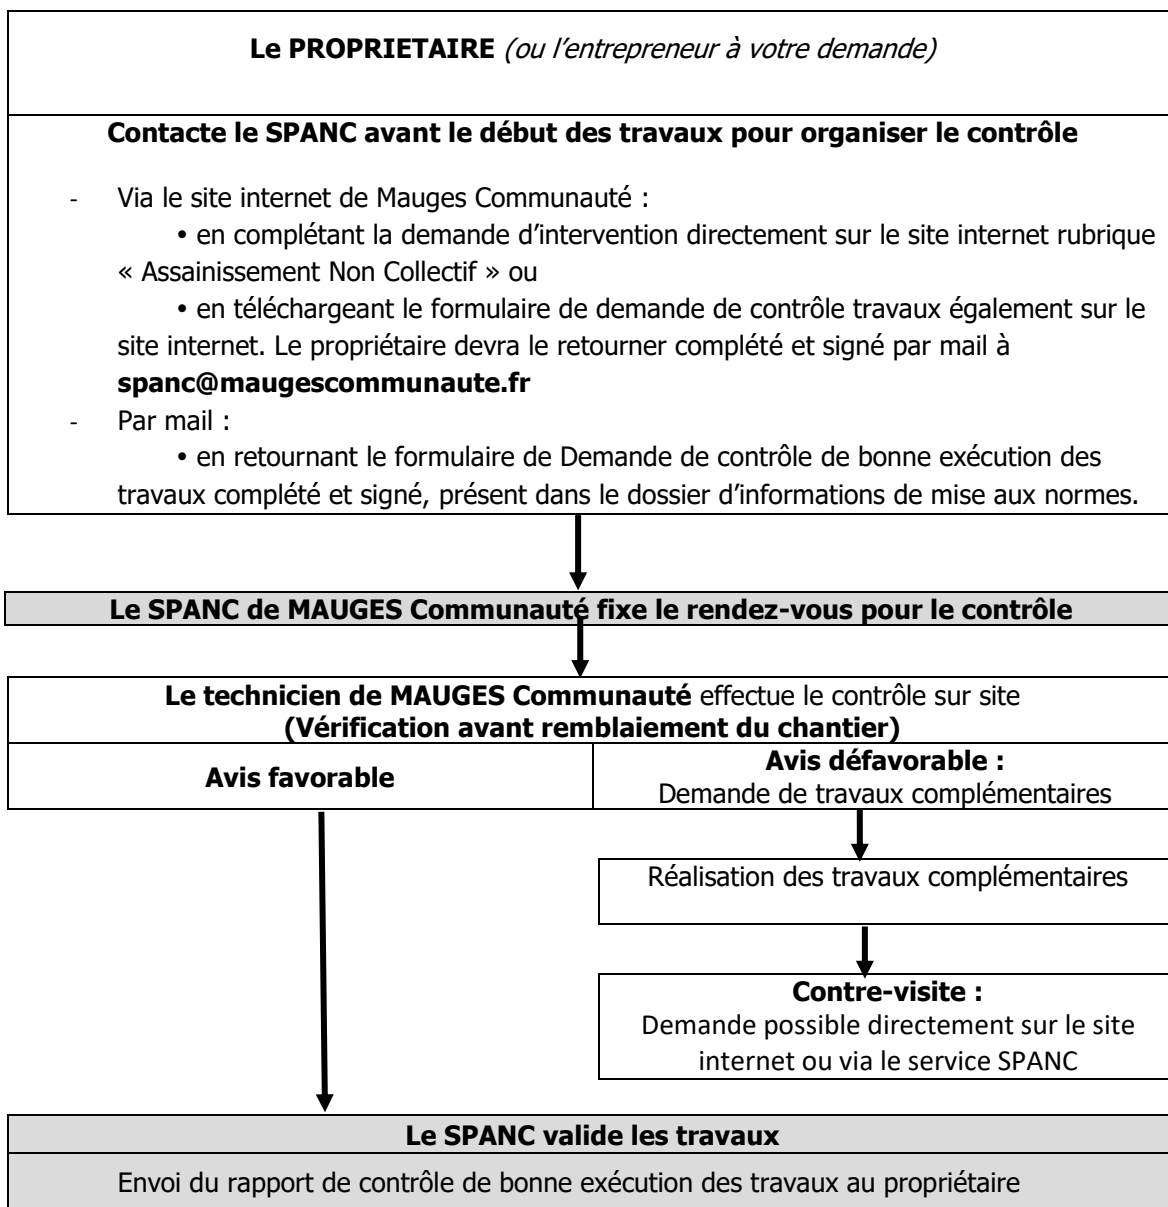 Le PROPRIETAIRE (ou l'entrepreneur à votre demande)
Contacte le SPANC avant le début des travaux pour organiser le contrôle
- Via le site internet de Mauges Communauté :
• en complétant la demande d'intervention directement sur le site internet rubrique
« Assainissement Non Collectif » ou
• en téléchargeant le formulaire de demande de contrôle travaux également sur le
site internet. Le propriétaire devra le retourner complété et signé par mail à
spanc@maugescommunaute.fr
- Par mail :
• en retournant le formulaire de Demande de contrôle de bonne exécution des
travaux complété et signé, présent dans le dossier d'informations de mise aux normes.
Le SPANC de MAUGES Communauté fixe le rendez-vous pour le contrôle
Le technicien de MAUGES Communauté effectue le contrôle sur site
(Vérification avant remblaiement du chantier)
Avis favorable
Avis défavorable :
Demande de travaux complémentaires
Réalisation des travaux complémentaires
Contre-visite :
Demande possible directement sur le site
internet ou via le service SPANC
Le SPANC valide les travaux
Envoi du rapport de contrôle de bonne exécution des travaux au propriétaire